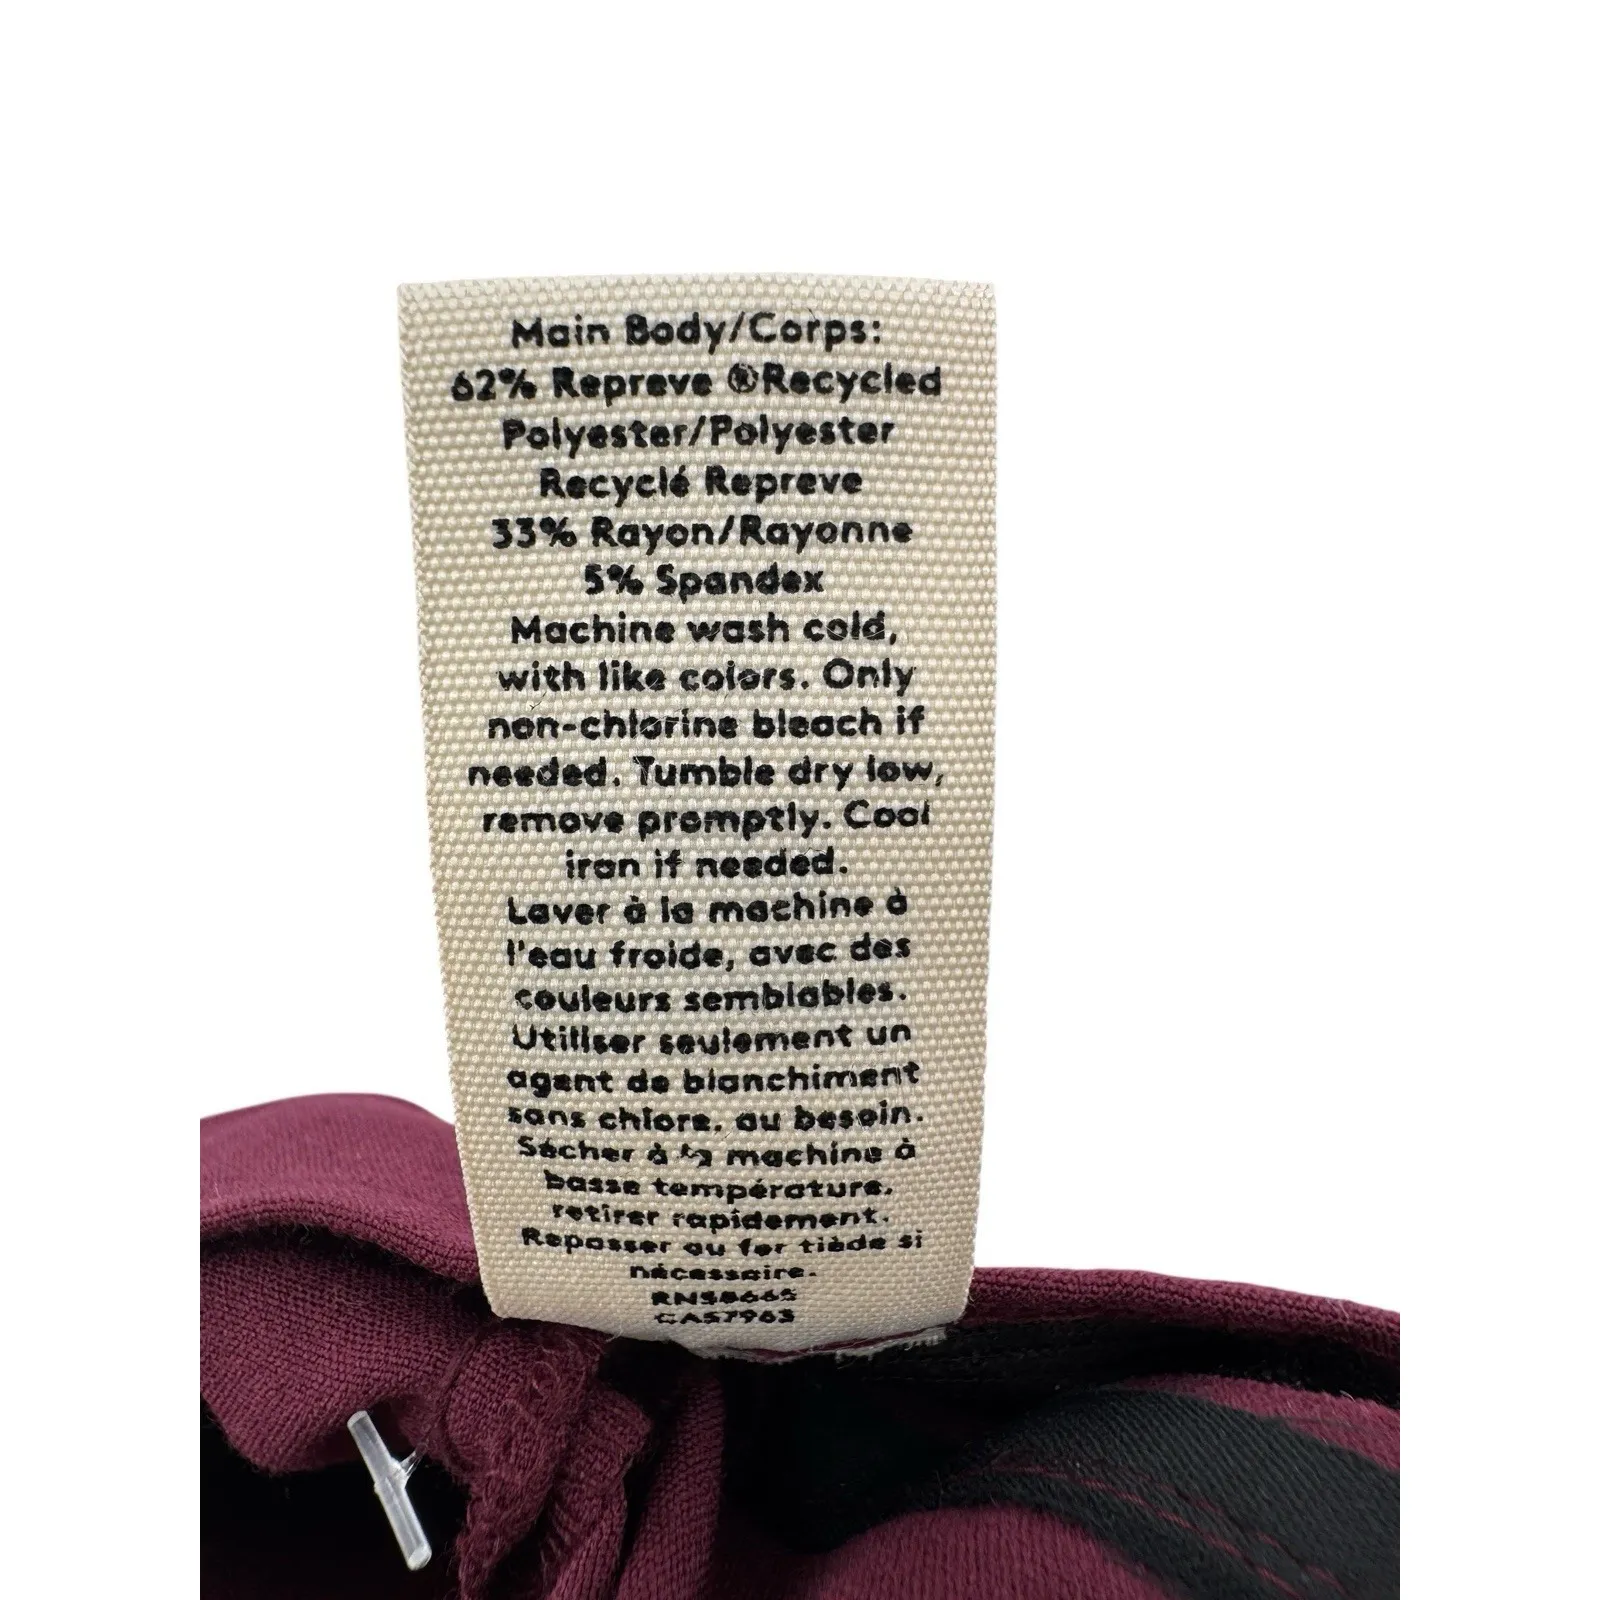 Main Body/Corps:
62% Repreve ®Recycled
Polyester/Polyester
Recyclé Repreve
33% Rayon/Rayonne
5% Spandex
Machine wash cold,
with like colors. Only
non-chlorine bleach if
needed. Tumble dry low,
remove promptly. Cool
iron if needed.
Laver à la machine à
l'eau froide, avec des
couleurs semblables.
Utiliser seulement un
agent de blanchiment
sans chlore, au besoin.
Sécher à la machine à
basse température,
retirer rapidement.
Repasser au fer tiède si
nécessaire.
CA57963